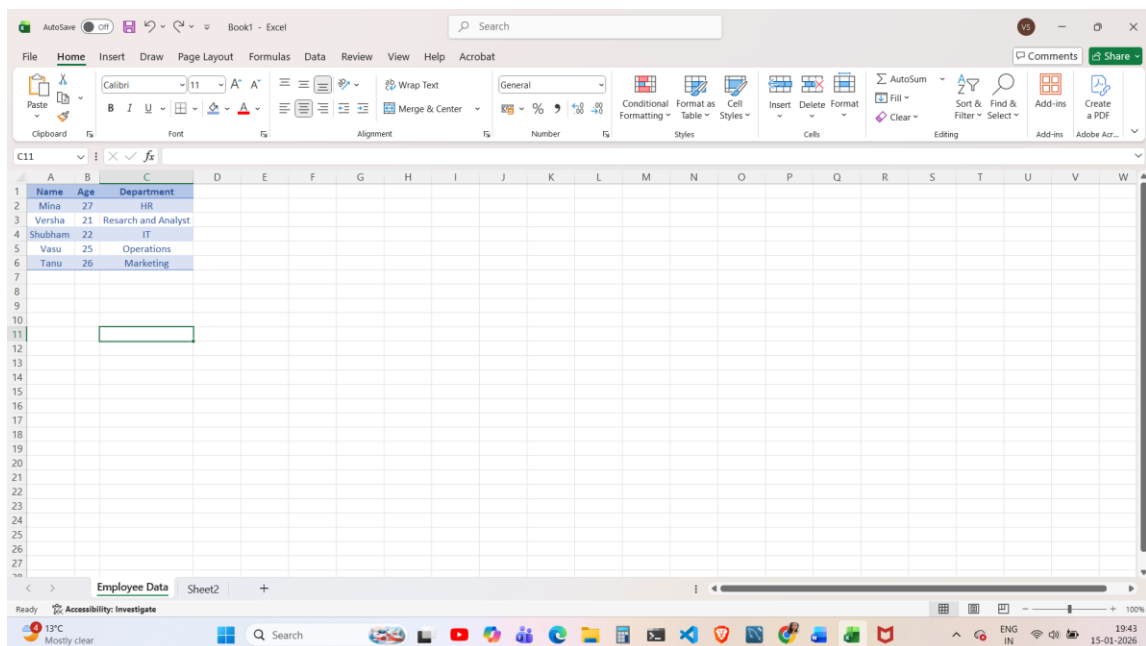 AutoSave Off Book1 - Excel Search VS
File Home Insert Draw Page Layout Formulas Data Review View Help Acrobat Comments Share
Paste Calibri 11 A^ A˅ Wrap Text General Conditional Format as Cell Insert Delete Format AutoSum Sort & Find & Add-ins Create
B I U A Merge & Center % 9 .00 Formatting Table Styles Fill Filter Select a PDF
Clear
Clipboard Font Alignment Number Styles Cells Editing Add-ins Adobe Acr...
C11 fx
A B C D E F G H I J K L M N O P Q R S T U V W
1 Name Age Department
2 Mina 27 HR
3 Versha 21 Resarch and Analyst
4 Shubham 22 IT
5 Vasu 25 Operations
6 Tanu 26 Marketing
7
8
9
10
11
12
13
14
15
16
17
18
19
20
21
22
23
24
25
26
27
Employee Data Sheet2 +
Ready Accessibility: Investigate 100%
4 13°C Search ENG 19:43
Mostly clear IN 15-01-2026